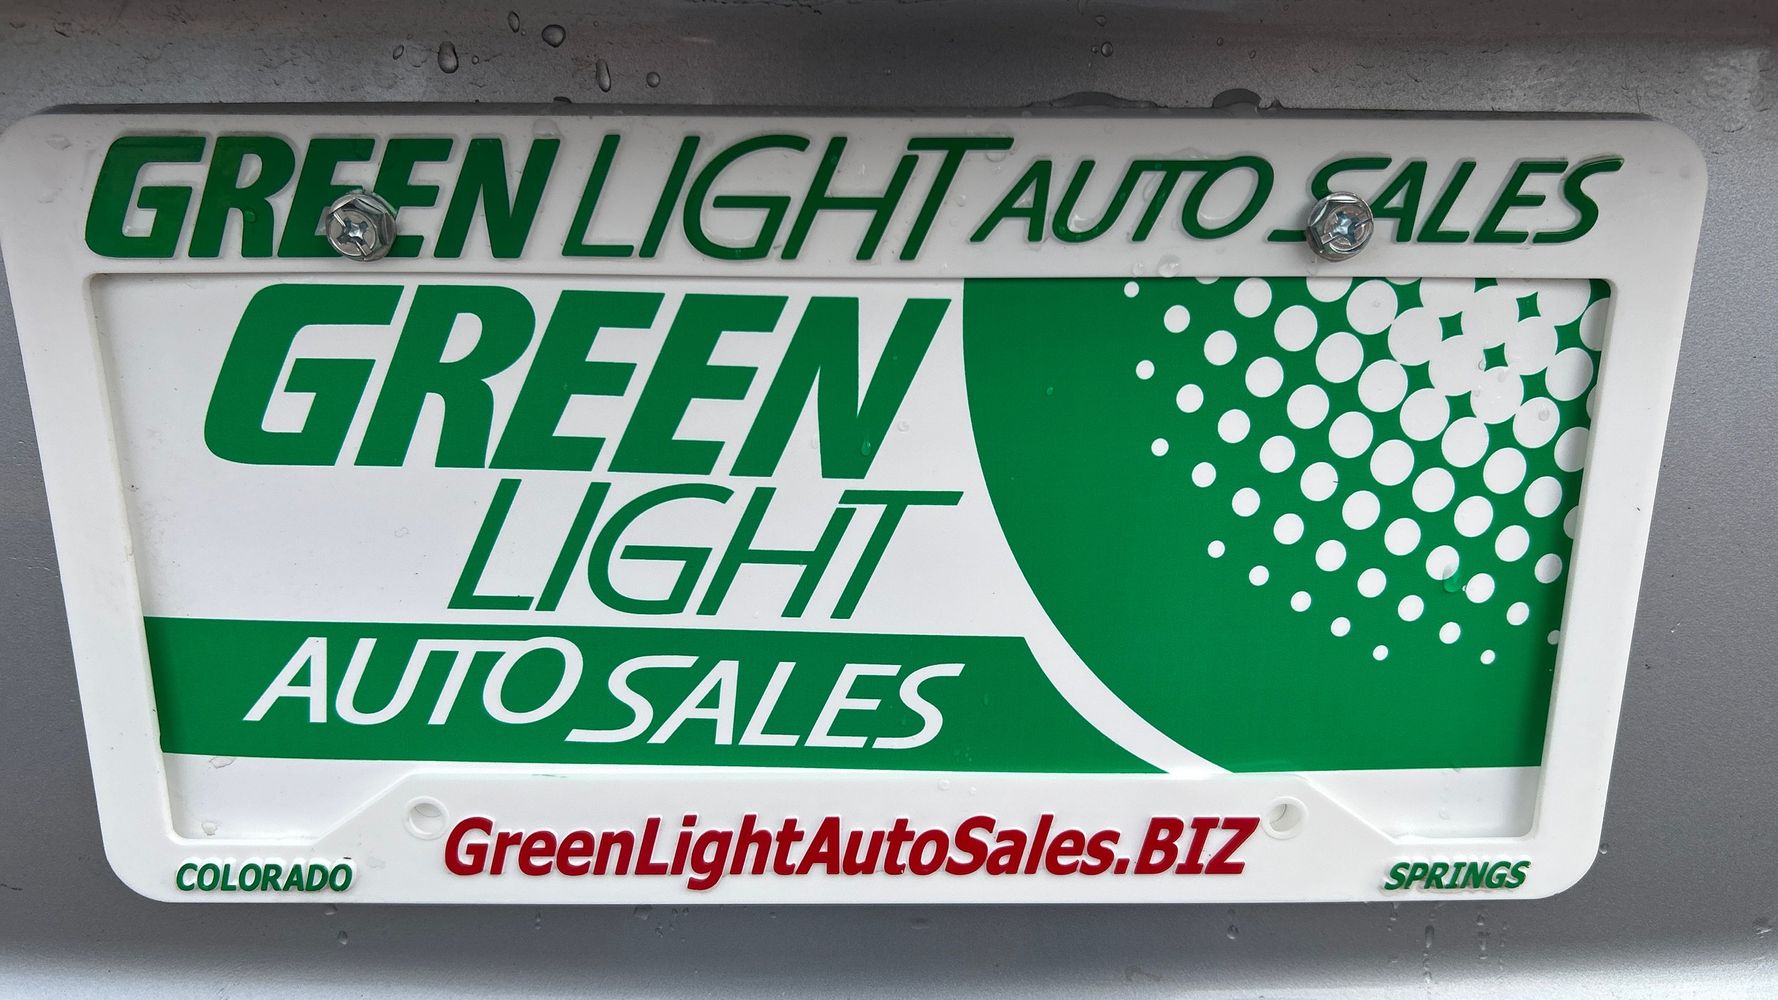 GREEN LIGHT AUTO SALES
GREEN
LIGHT
AUTO SALES
GreenLightAutoSales.BIZ
COLORADO SPRINGS